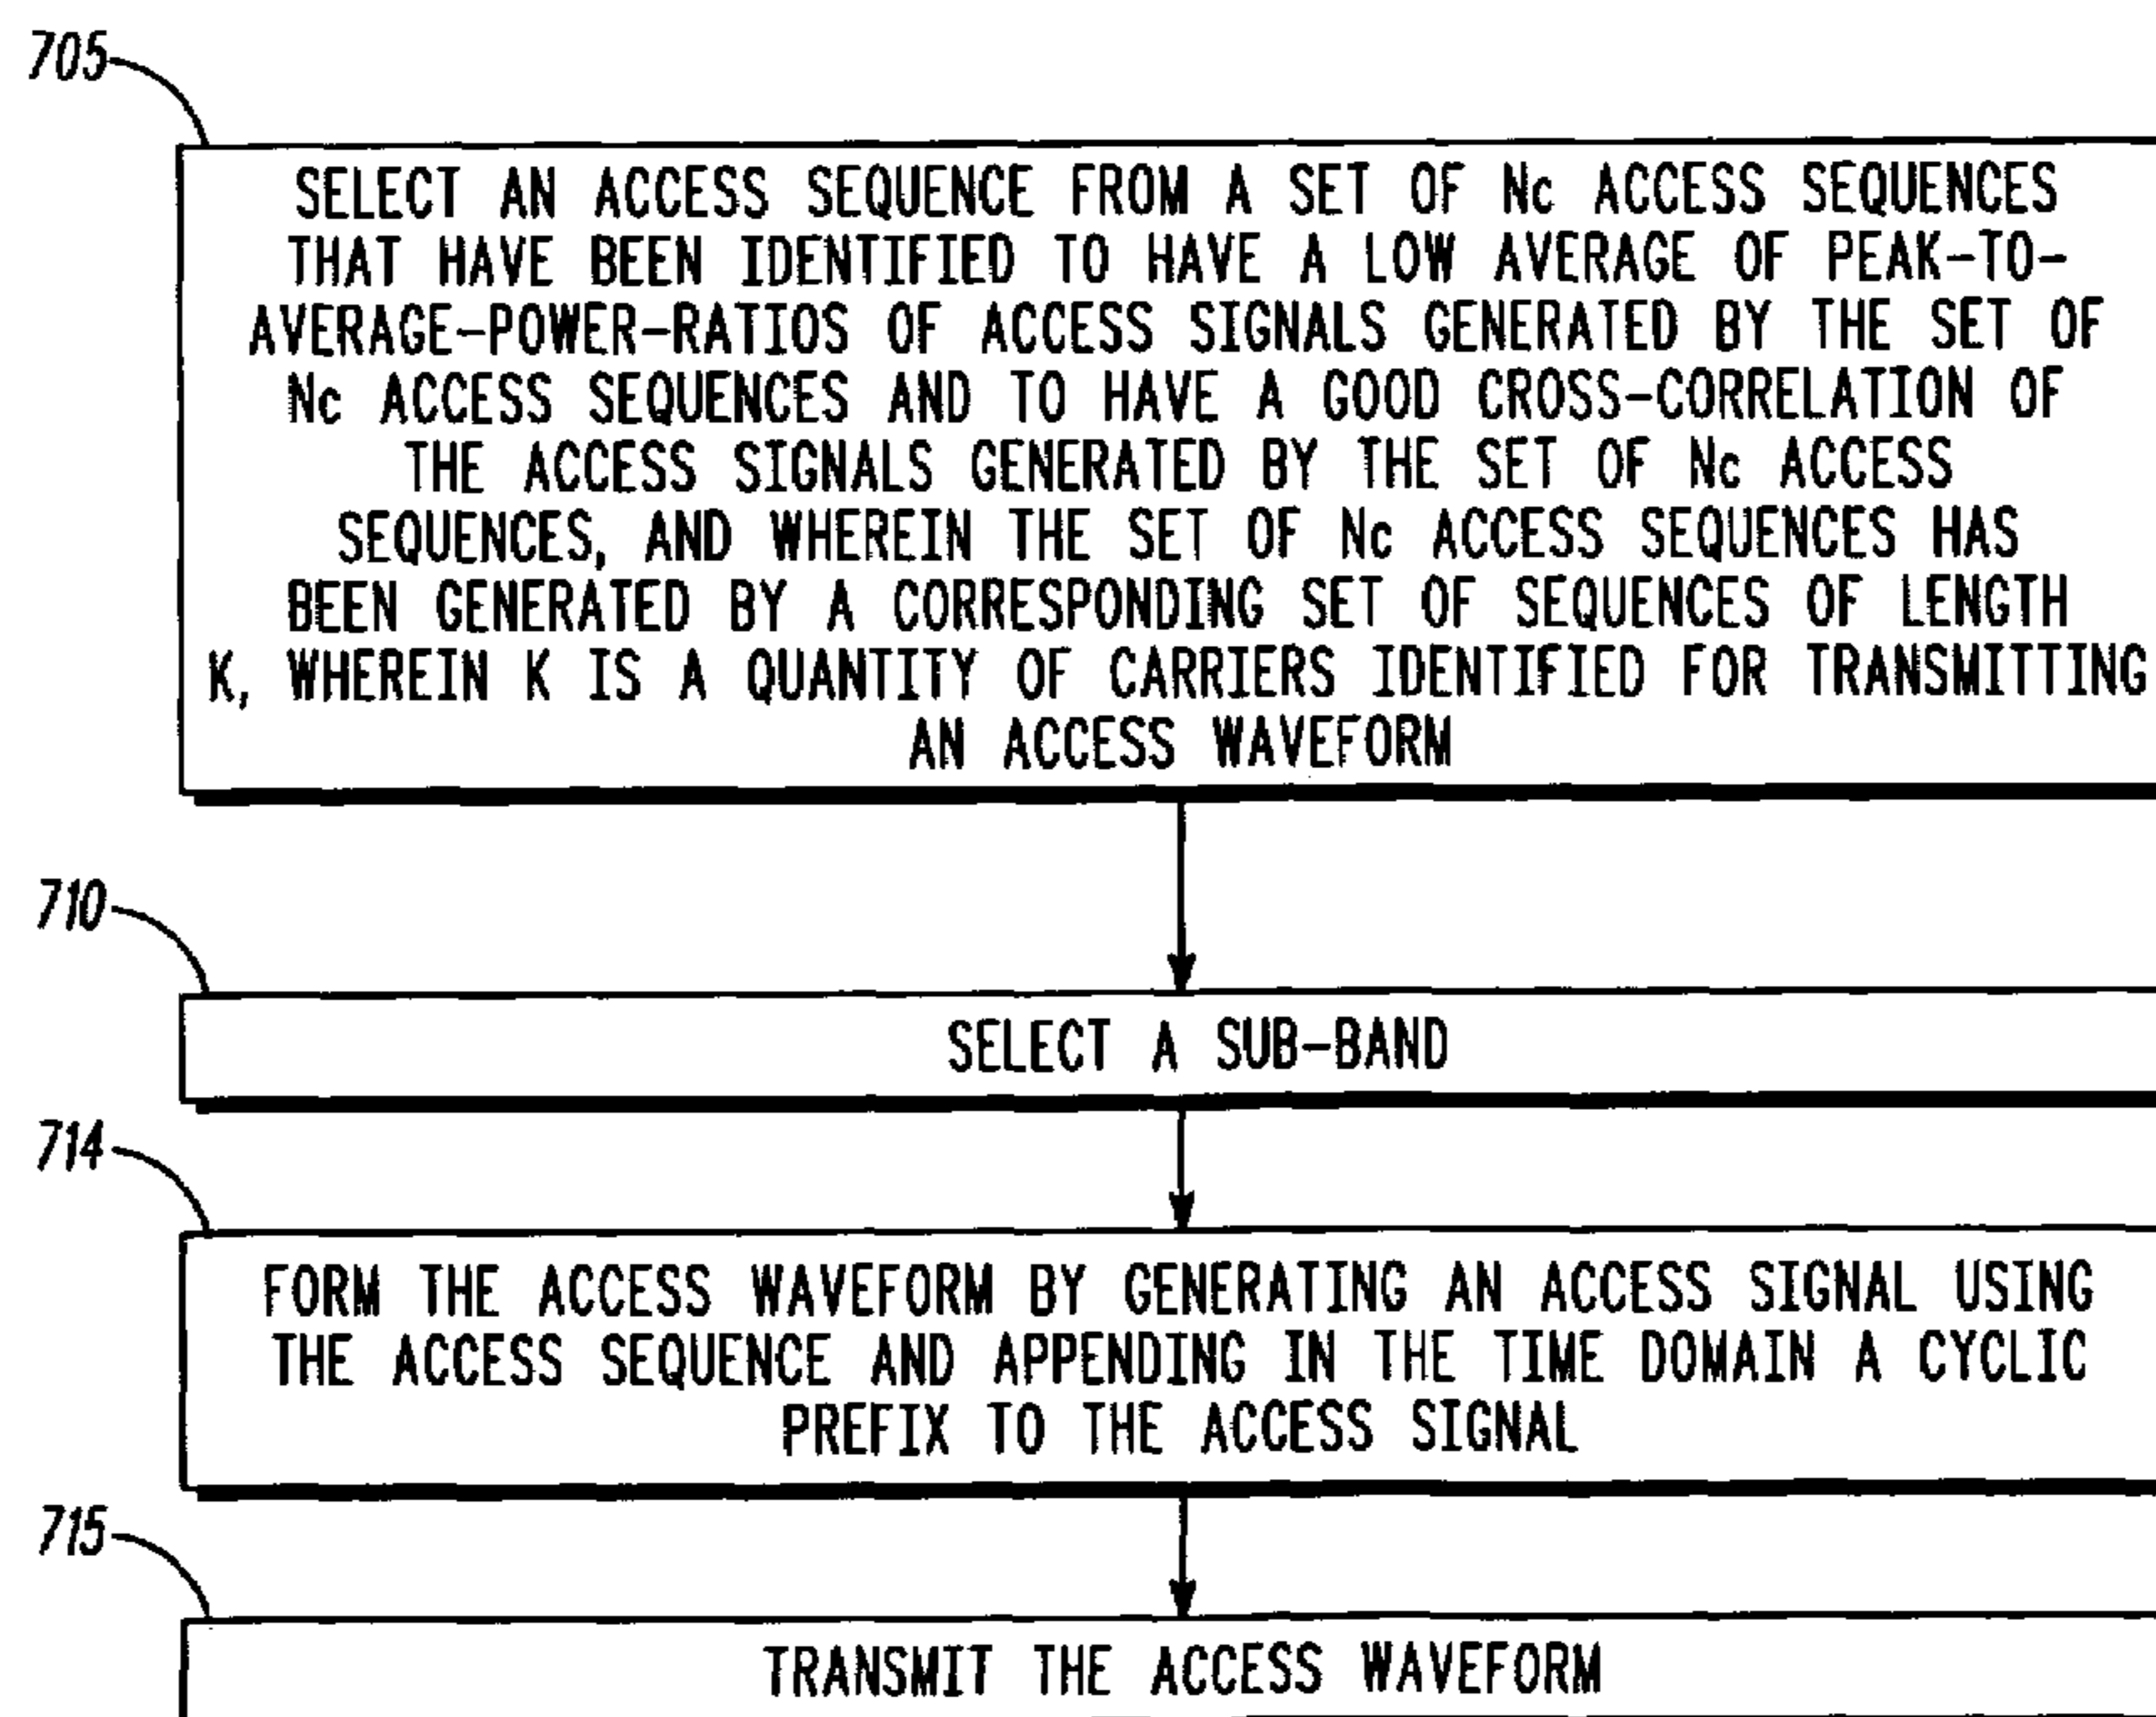 705
SELECT AN ACCESS SEQUENCE FROM A SET OF Nc ACCESS SEQUENCES
THAT HAVE BEEN IDENTIFIED TO HAVE A LOW AVERAGE OF PEAK-TO-
AVERAGE-POWER-RATIOS OF ACCESS SIGNALS GENERATED BY THE SET OF
Nc ACCESS SEQUENCES AND TO HAVE A GOOD CROSS-CORRELATION OF
THE ACCESS SIGNALS GENERATED BY THE SET OF Nc ACCESS
SEQUENCES, AND WHEREIN THE SET OF Nc ACCESS SEQUENCES HAS
BEEN GENERATED BY A CORRESPONDING SET OF SEQUENCES OF LENGTH
K, WHEREIN K IS A QUANTITY OF CARRIERS IDENTIFIED FOR TRANSMITTING
AN ACCESS WAVEFORM
710
SELECT A SUB-BAND
714
FORM THE ACCESS WAVEFORM BY GENERATING AN ACCESS SIGNAL USING
THE ACCESS SEQUENCE AND APPENDING IN THE TIME DOMAIN A CYCLIC
PREFIX TO THE ACCESS SIGNAL
715
TRANSMIT THE ACCESS WAVEFORM